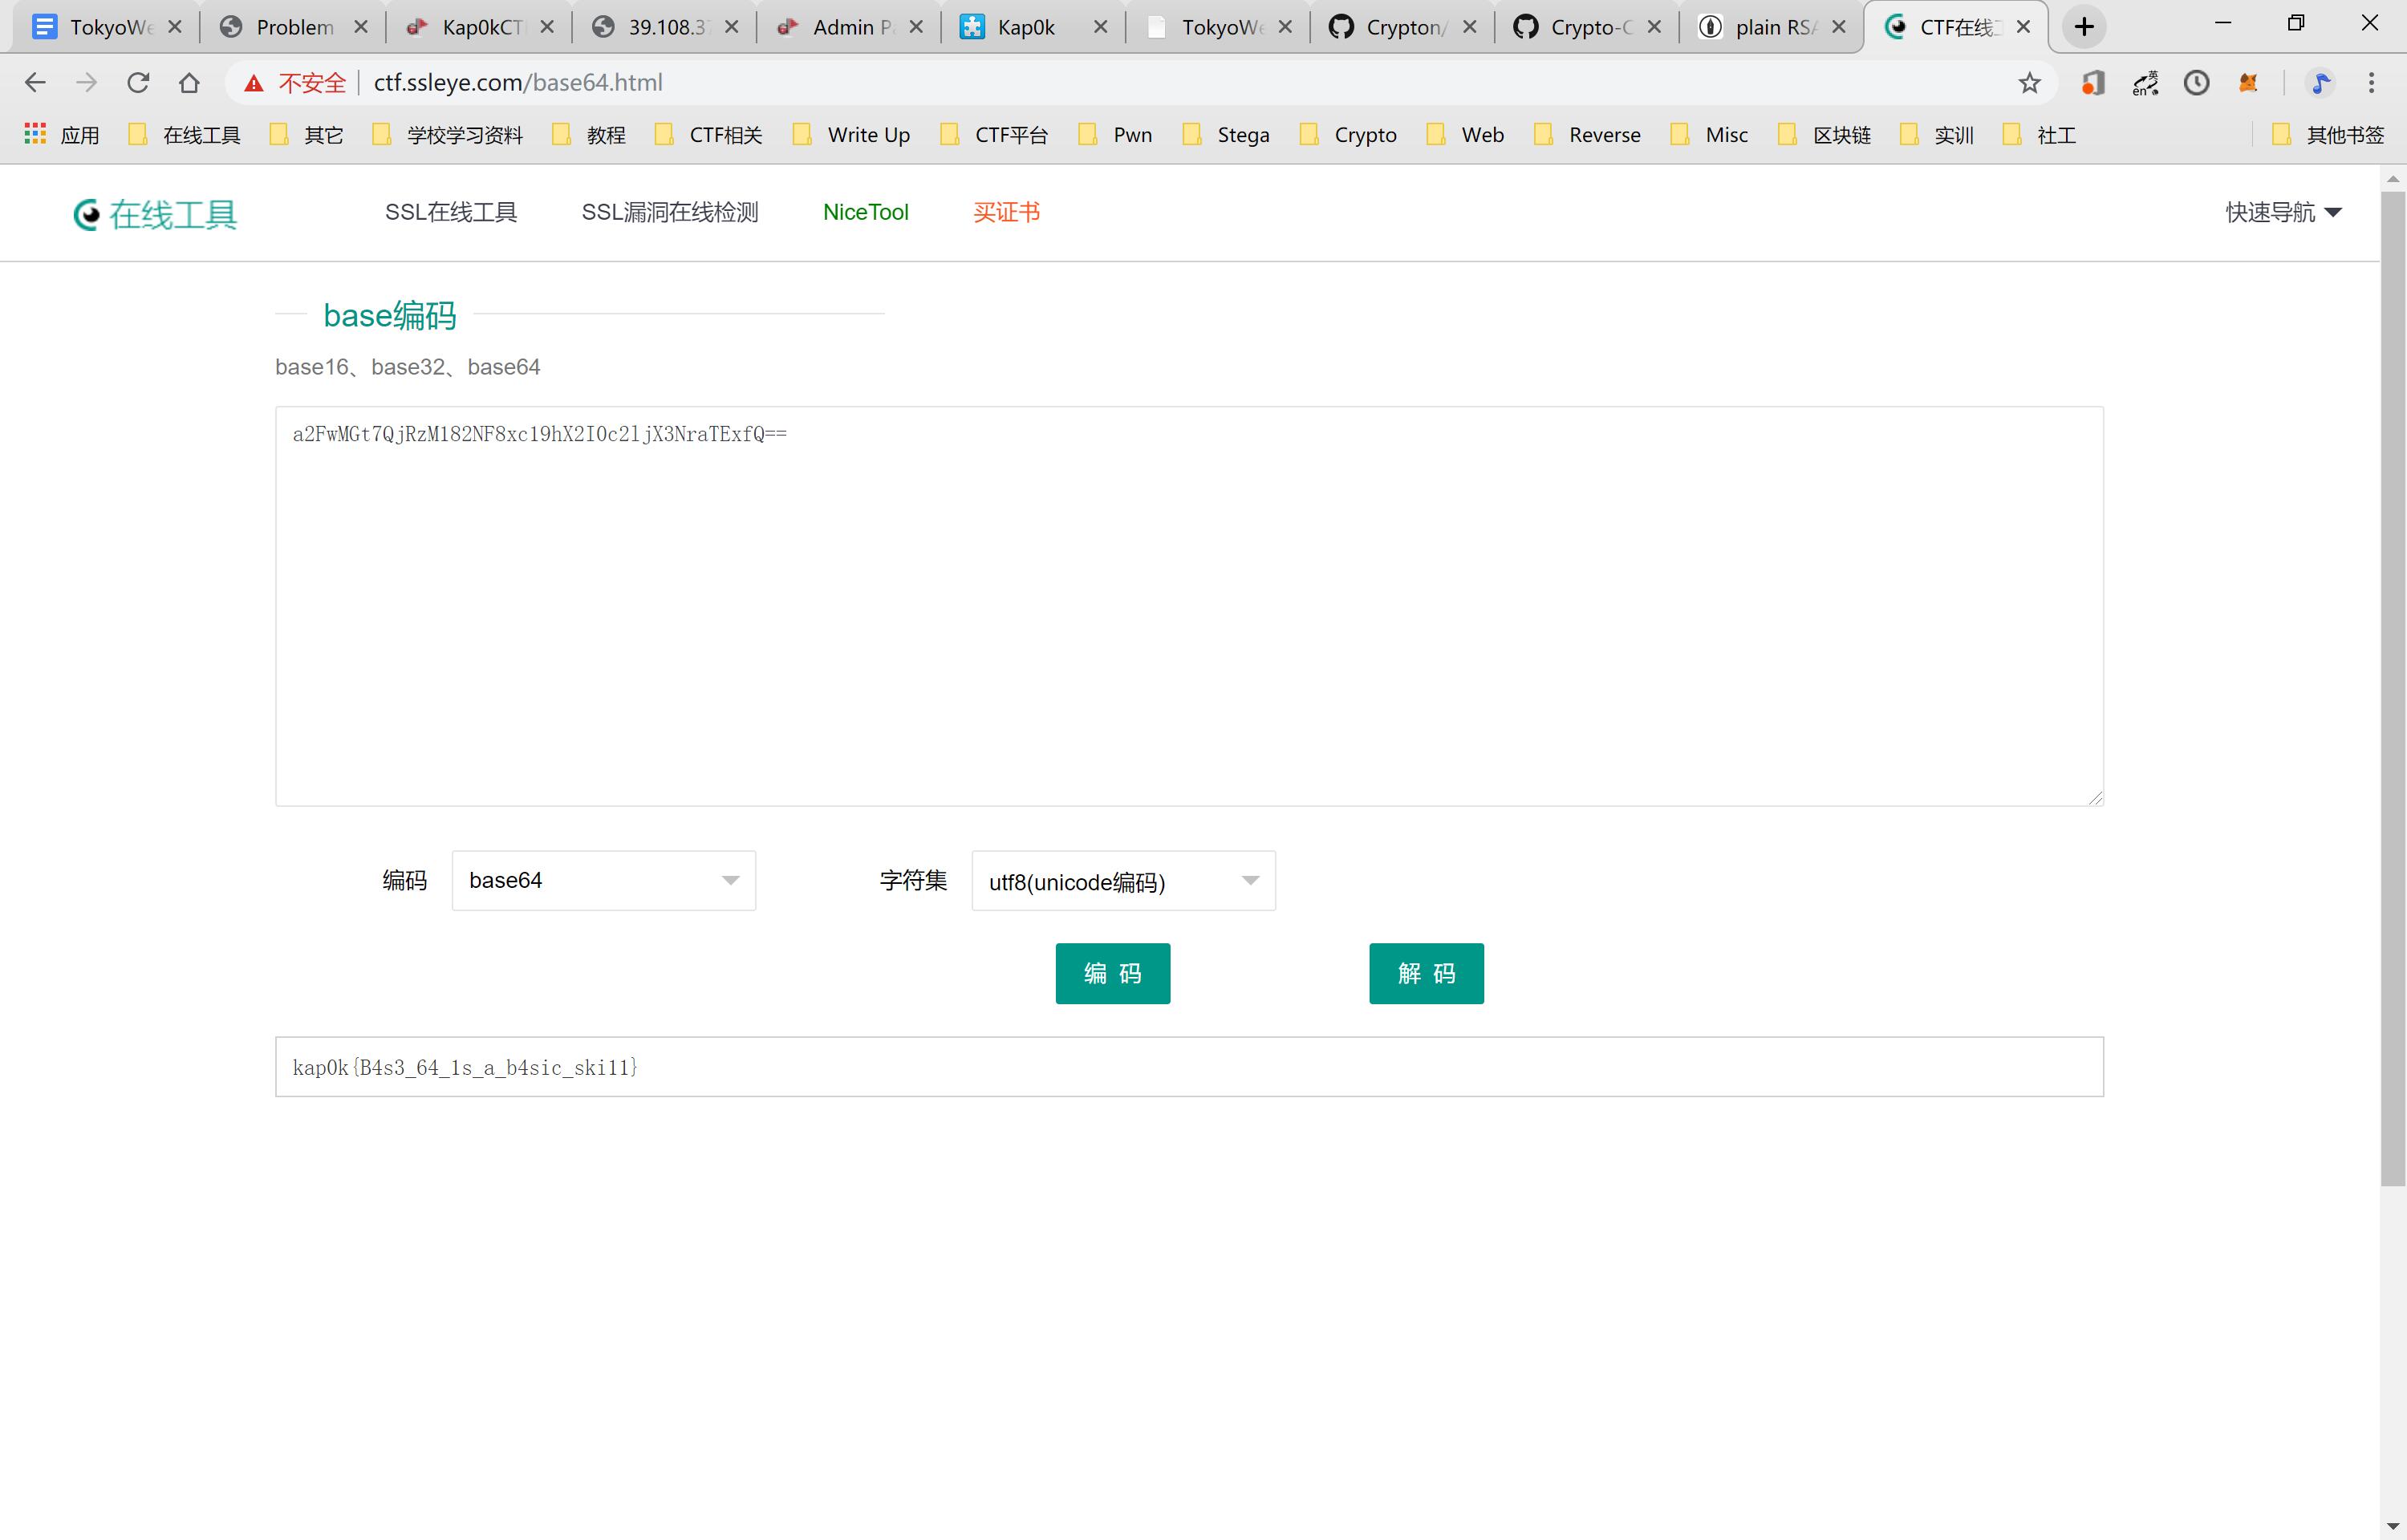 TokyoWe
Problem
Kap0kCT
39.108.37
Admin P
Kap0k
TokyoWe
Crypton/
Crypto-C
plain RSA
CTF在线工
不安全
ctf.ssleye.com/base64.html
应用
在线工具
其它
学校学习资料
教程
CTF相关
Write Up
CTF平台
Pwn
Stega
Crypto
Web
Reverse
Misc
区块链
实训
社工
其他书签
在线工具
SSL在线工具
SSL漏洞在线检测
NiceTool
买证书
快速导航
base编码
base16、base32、base64
a2FwMGt7QjRzM182NF8xc19hX2I0c2ljX3NraTExfQ==
编码
base64
字符集
utf8(unicode编码)
编 码
解 码
kap0k{B4s3_64_1s_a_b4sic_ski11}